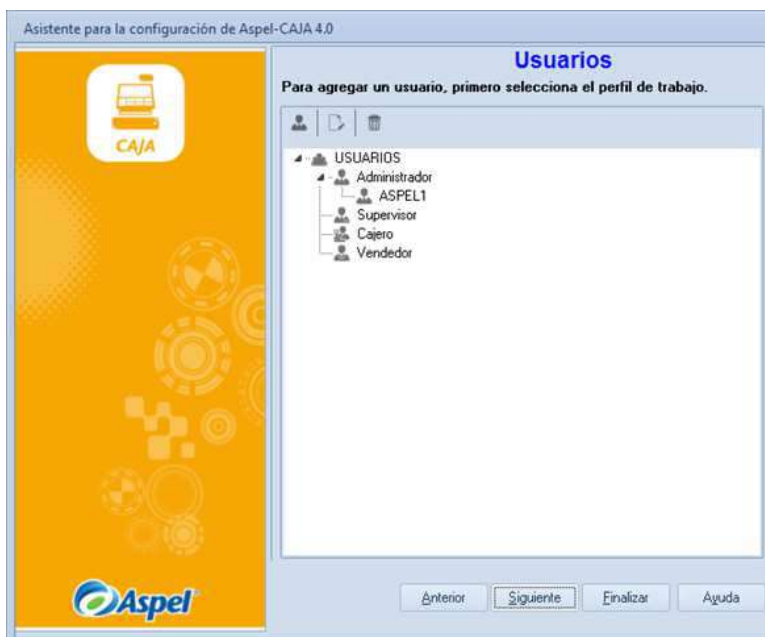 Asistente para la configuración de Aspel-CAJA 4.0
Usuarios
Para agregar un usuario, primero selecciona el perfil de trabajo.
CAJA
USUARIOS
Administrador
ASPEL1
Supervisor
Cajero
Vendedor
Aspel
Anterior
Siguiente
Finalizar
Ayuda